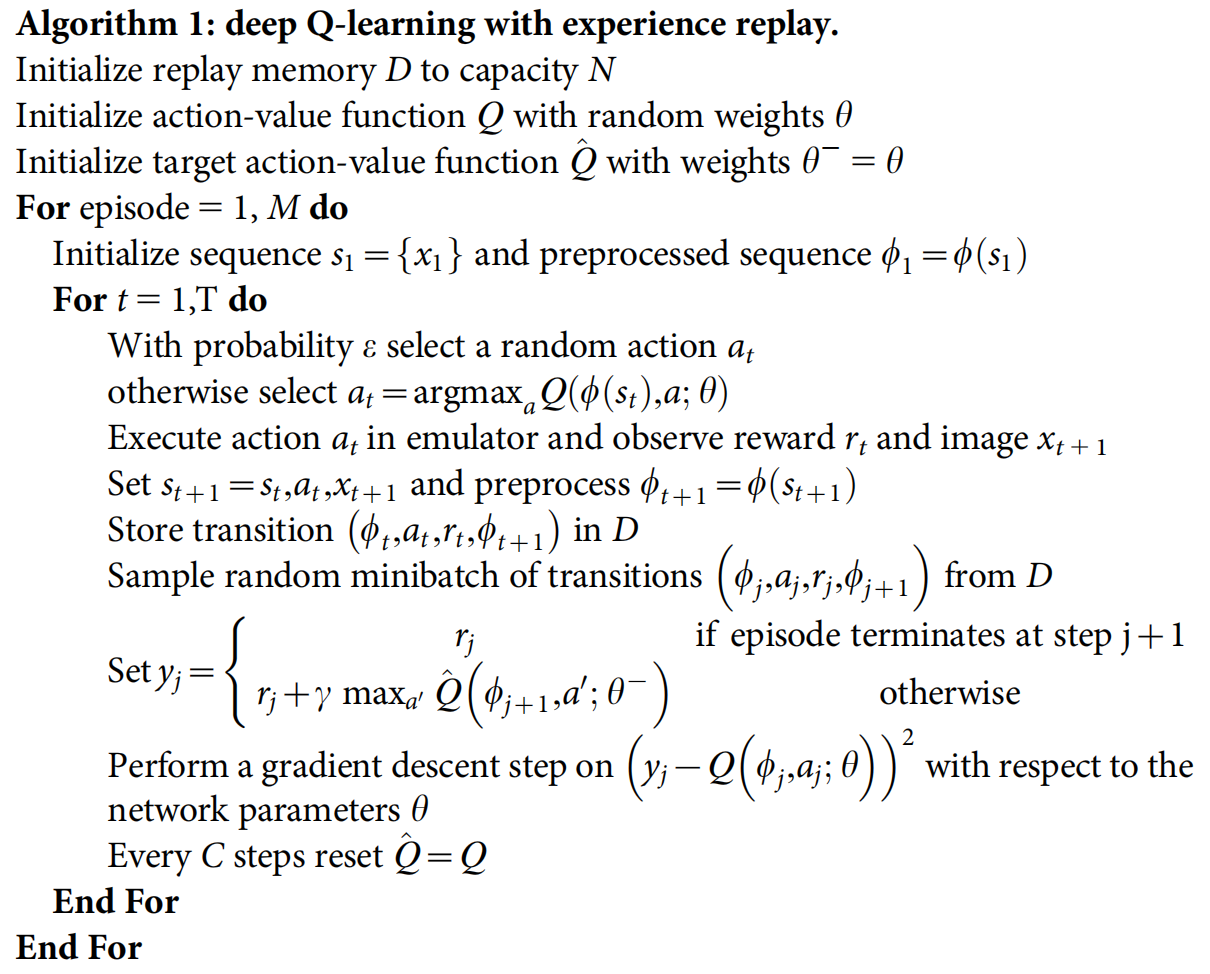 Algorithm 1: deep Q-learning with experience replay.
Initialize replay memory D to capacity N
Initialize action-value function Q with random weights θ
Initialize target action-value function Q̂ with weights θ⁻ = θ
For episode = 1, M do
Initialize sequence s₁ = {x₁} and preprocessed sequence ϕ₁ = ϕ(s₁)
For t = 1,T do
With probability ε select a random action aₜ
otherwise select aₜ = argmaxₐ Q(ϕ(sₜ),a; θ)
Execute action aₜ in emulator and observe reward rₜ and image xₜ₊₁
Set sₜ₊₁ = sₜ,aₜ,xₜ₊₁ and preprocess ϕₜ₊₁ = ϕ(sₜ₊₁)
Store transition (ϕₜ,aₜ,rₜ,ϕₜ₊₁) in D
Sample random minibatch of transitions (ϕⱼ,aⱼ,rⱼ,ϕⱼ₊₁) from D
Set yⱼ = { rⱼ if episode terminates at step j+1
rⱼ + γ maxₐ′ Q̂(ϕⱼ₊₁,a′; θ⁻) otherwise
Perform a gradient descent step on (yⱼ − Q(ϕⱼ,aⱼ; θ))² with respect to the
network parameters θ
Every C steps reset Q̂ = Q
End For
End For